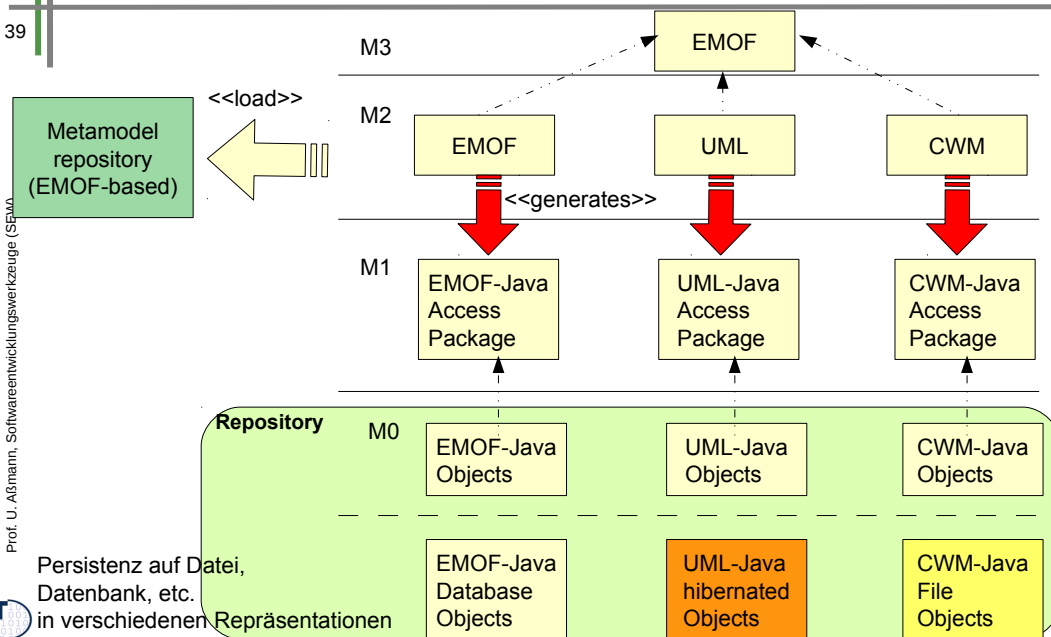 39
M3
EMOF
<<load>>
M2
Metamodel
repository
(EMOF-based)
EMOF
UML
CWM
<<generates>>
M1
EMOF-Java
Access
Package
UML-Java
Access
Package
CWM-Java
Access
Package
Prof. U. Aßmann, Softwareentwicklungswerkzeuge (SEW)
Repository
M0
EMOF-Java
Objects
UML-Java
Objects
CWM-Java
Objects
Persistenz auf Datei,
Datenbank, etc.
in verschiedenen Repräsentationen
EMOF-Java
Database
Objects
UML-Java
hibernated
Objects
CWM-Java
File
Objects